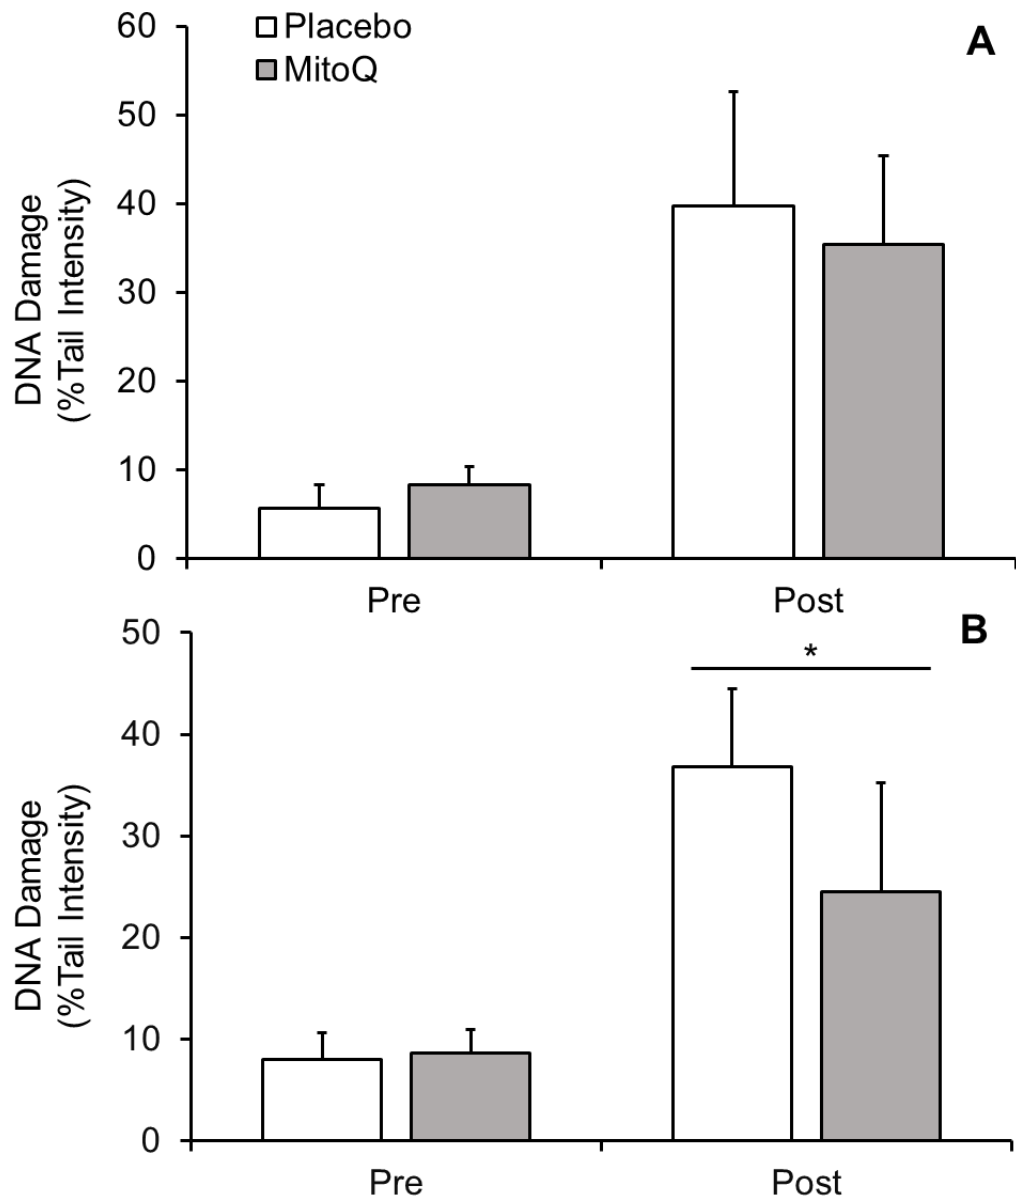 Placebo
MitoQ
A
DNA Damage
(%Tail Intensity)
60
50
40
30
20
10
0
Pre
Post
B
*
DNA Damage
(%Tail Intensity)
50
40
30
20
10
0
Pre
Post